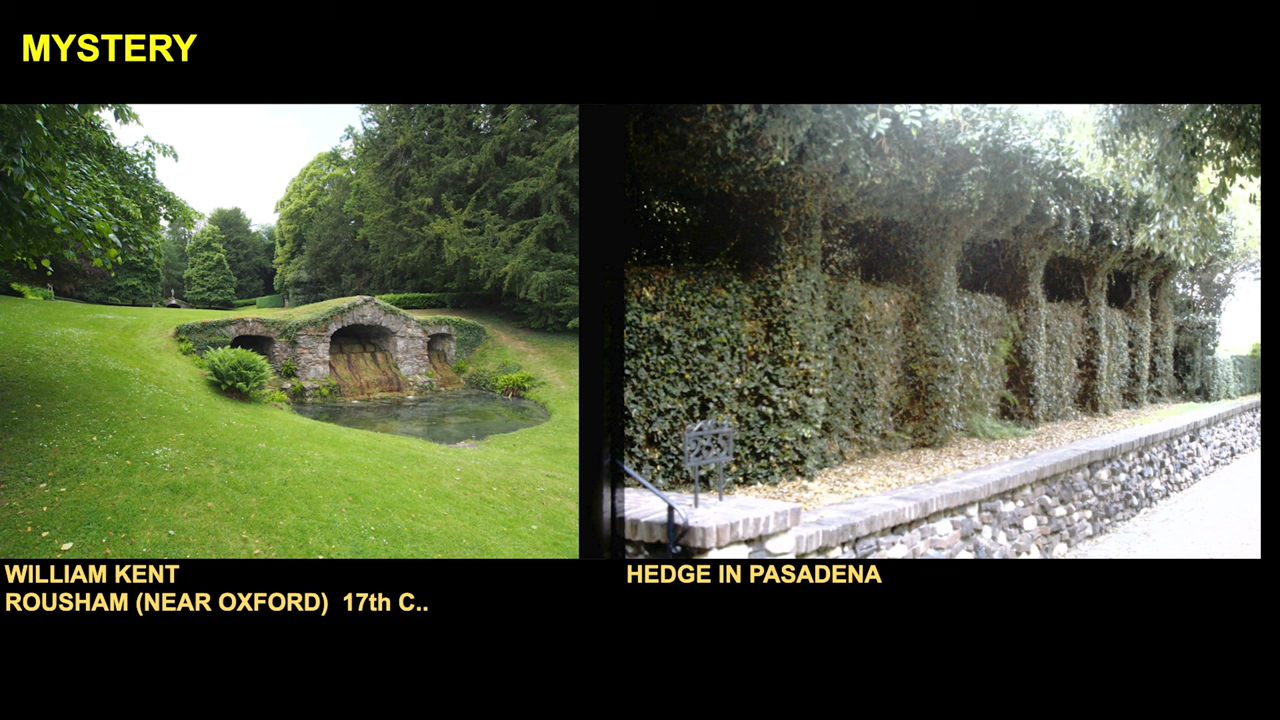 MYSTERY
WILLIAM KENT
ROUSHAM (NEAR OXFORD)  17th C..
HEDGE IN PASADENA